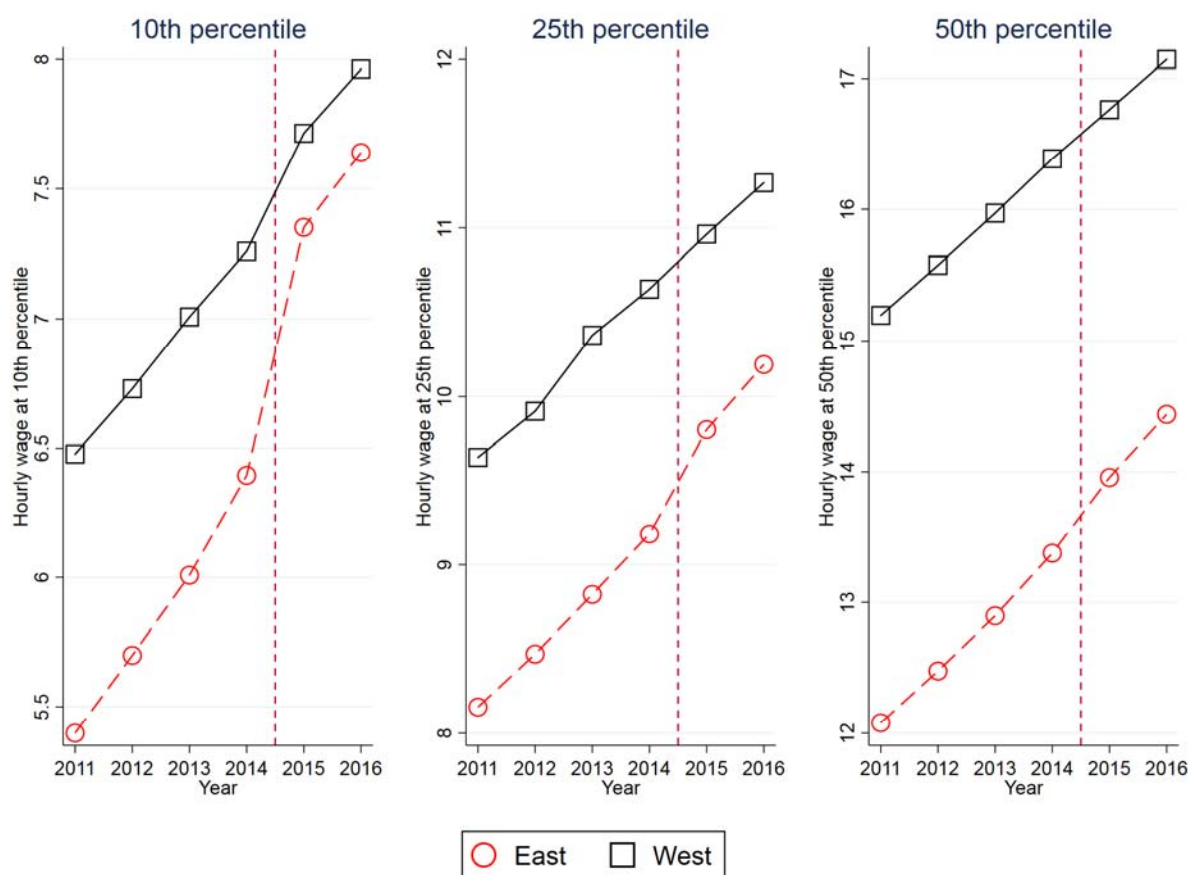 10th percentile
Hourly wage at 10th percentile
8
7.5
7
6.5
6
5.5
2011 2012 2013 2014 2015 2016
Year
25th percentile
Hourly wage at 25th percentile
12
11
10
9
8
2011 2012 2013 2014 2015 2016
Year
50th percentile
Hourly wage at 50th percentile
17
16
15
14
13
12
2011 2012 2013 2014 2015 2016
Year
East West